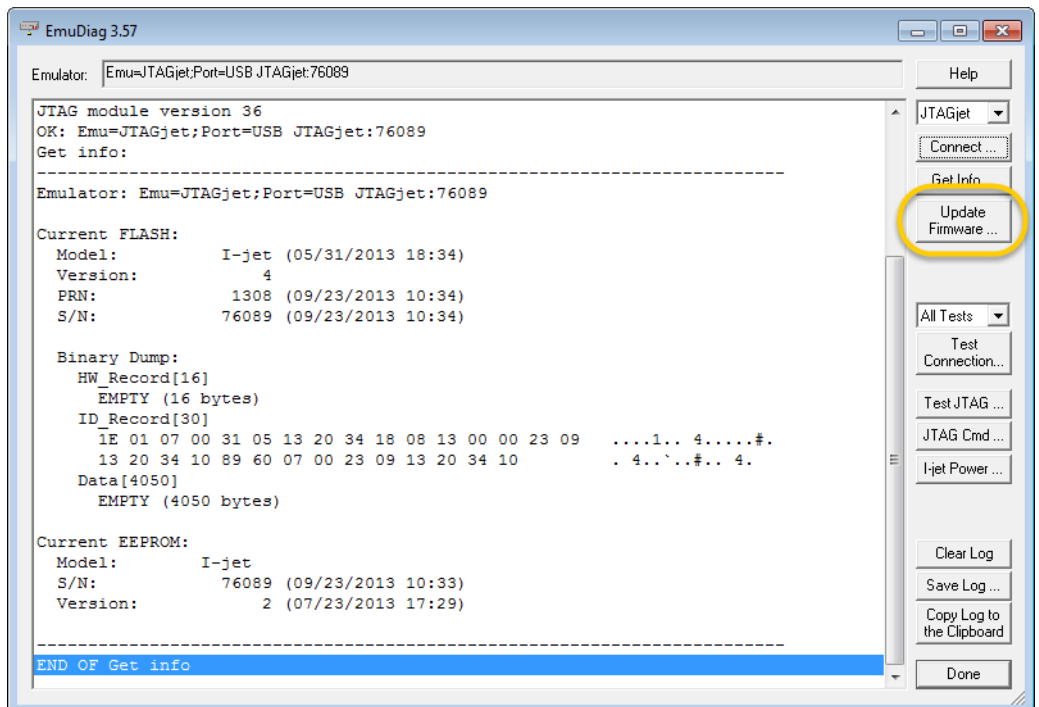 EmuDiag 3.57
Emulator: Emu=JTAGjet;Port=USB JTAGjet:76089
Help
JTAG module version 36
OK: Emu=JTAGjet;Port=USB JTAGjet:76089
Get info:
--------------------------------------------------------------------------
Emulator: Emu=JTAGjet;Port=USB JTAGjet:76089
Current FLASH:
Model: I-jet (05/31/2013 18:34)
Version: 4
PRN: 1308 (09/23/2013 10:34)
S/N: 76089 (09/23/2013 10:34)
Binary Dump:
HW_Record[16]
EMPTY (16 bytes)
ID_Record[30]
1E 01 07 00 31 05 13 20 34 18 08 13 00 00 23 09 ....1.. 4.....#.
13 20 34 10 89 60 07 00 23 09 13 20 34 10 . 4..`..#.. 4.
Data[4050]
EMPTY (4050 bytes)
Current EEPROM:
Model: I-jet
S/N: 76089 (09/23/2013 10:33)
Version: 2 (07/23/2013 17:29)
--------------------------------------------------------------------------
END OF Get info
JTAGjet
Connect ...
Get Info
Update
Firmware ...
All Tests
Test
Connection...
Test JTAG ...
JTAG Cmd ...
I-jet Power ...
Clear Log
Save Log ...
Copy Log to
the Clipboard
Done